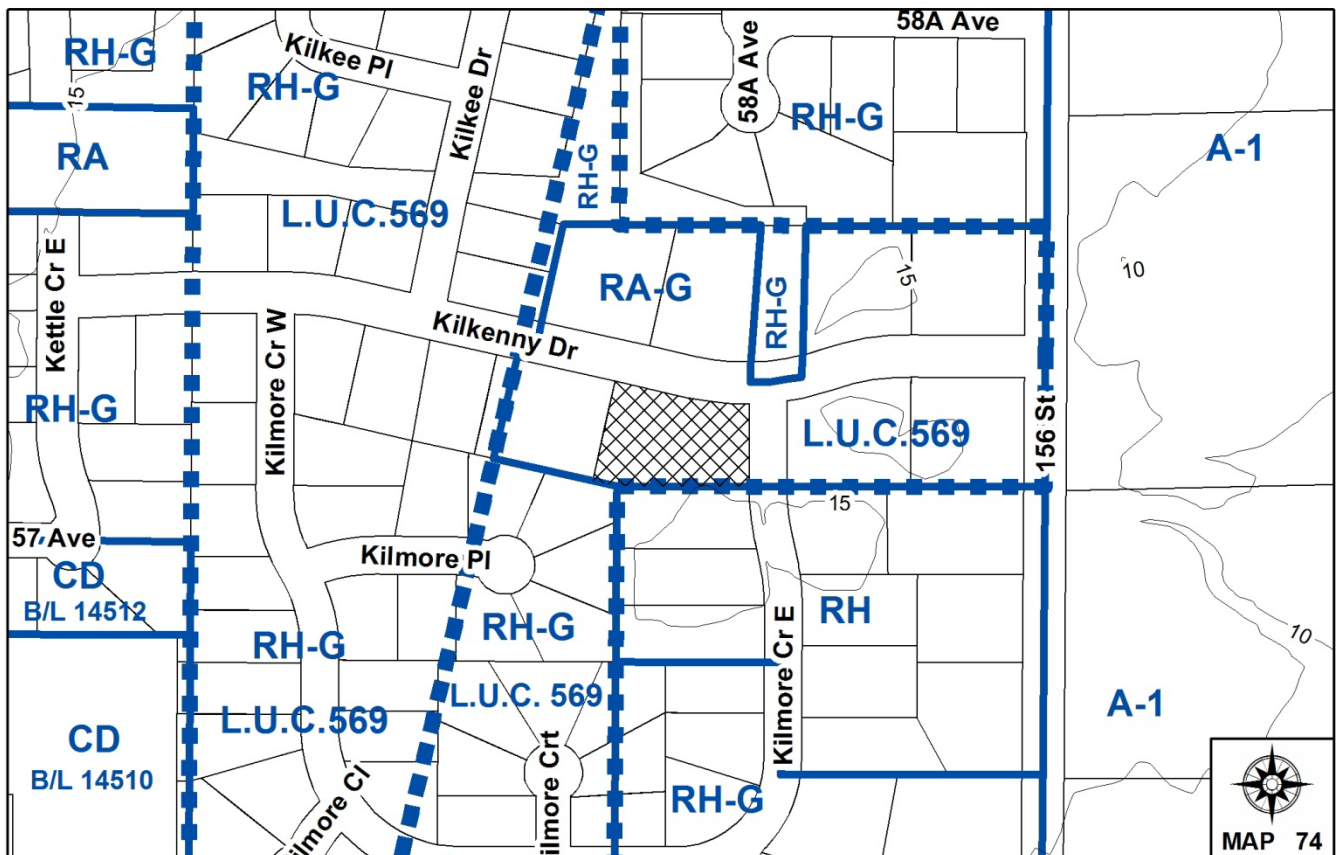 58A Ave
RH-G
Kilkee Pl
RH-G
Kilkee Dr
58A Ave
RH-G
15
RA
A-1
RH-G
L.U.C.569
Kettle Cr E
10
15
RA-G
RH-G
Kilkenny Dr
Kilmore Cr W
RH-G
L.U.C.569
156 St
15
57 Ave
Kilmore Pl
CD
B/L 14512
RH-G
RH-G
RH
10
Kilmore Cr E
L.U.C. 569
L.U.C.569
A-1
CD
B/L 14510
Kilmore Crt
RH-G
ilmore Cl
MAP 74